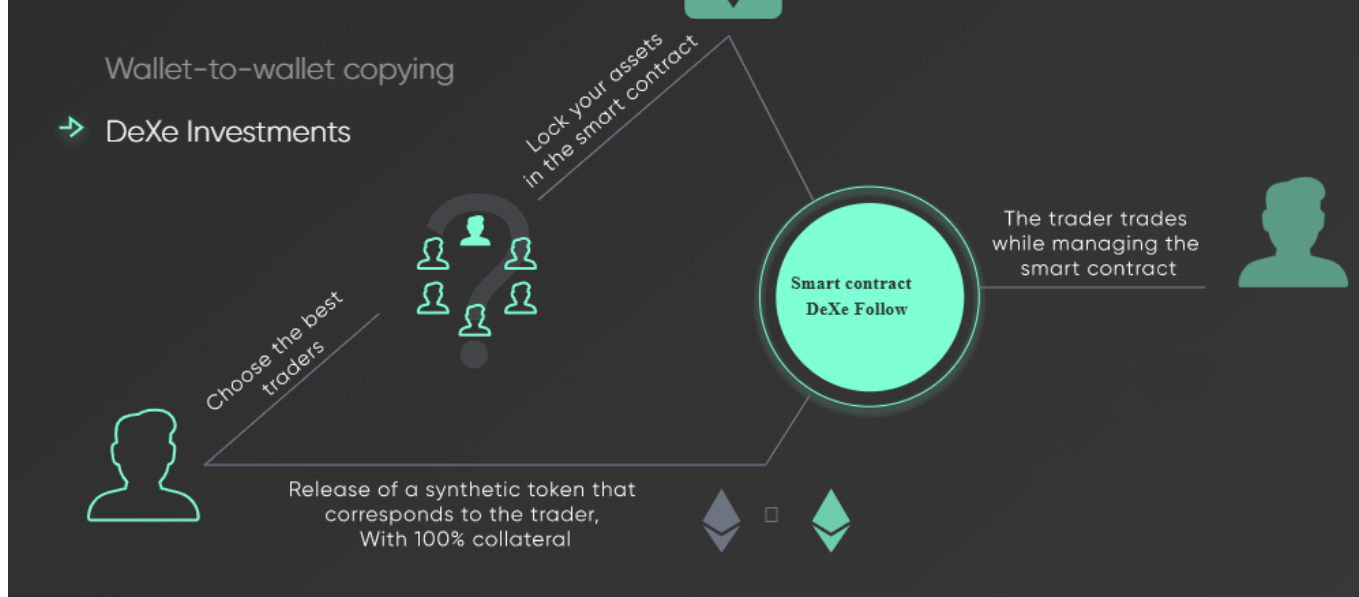 Wallet-to-wallet copying
DeXe Investments
Lock your assets
in the smart contract
Choose the best
traders
Smart contract
DeXe Follow
The trader trades
while managing the
smart contract
Release of a synthetic token that
corresponds to the trader,
With 100% collateral